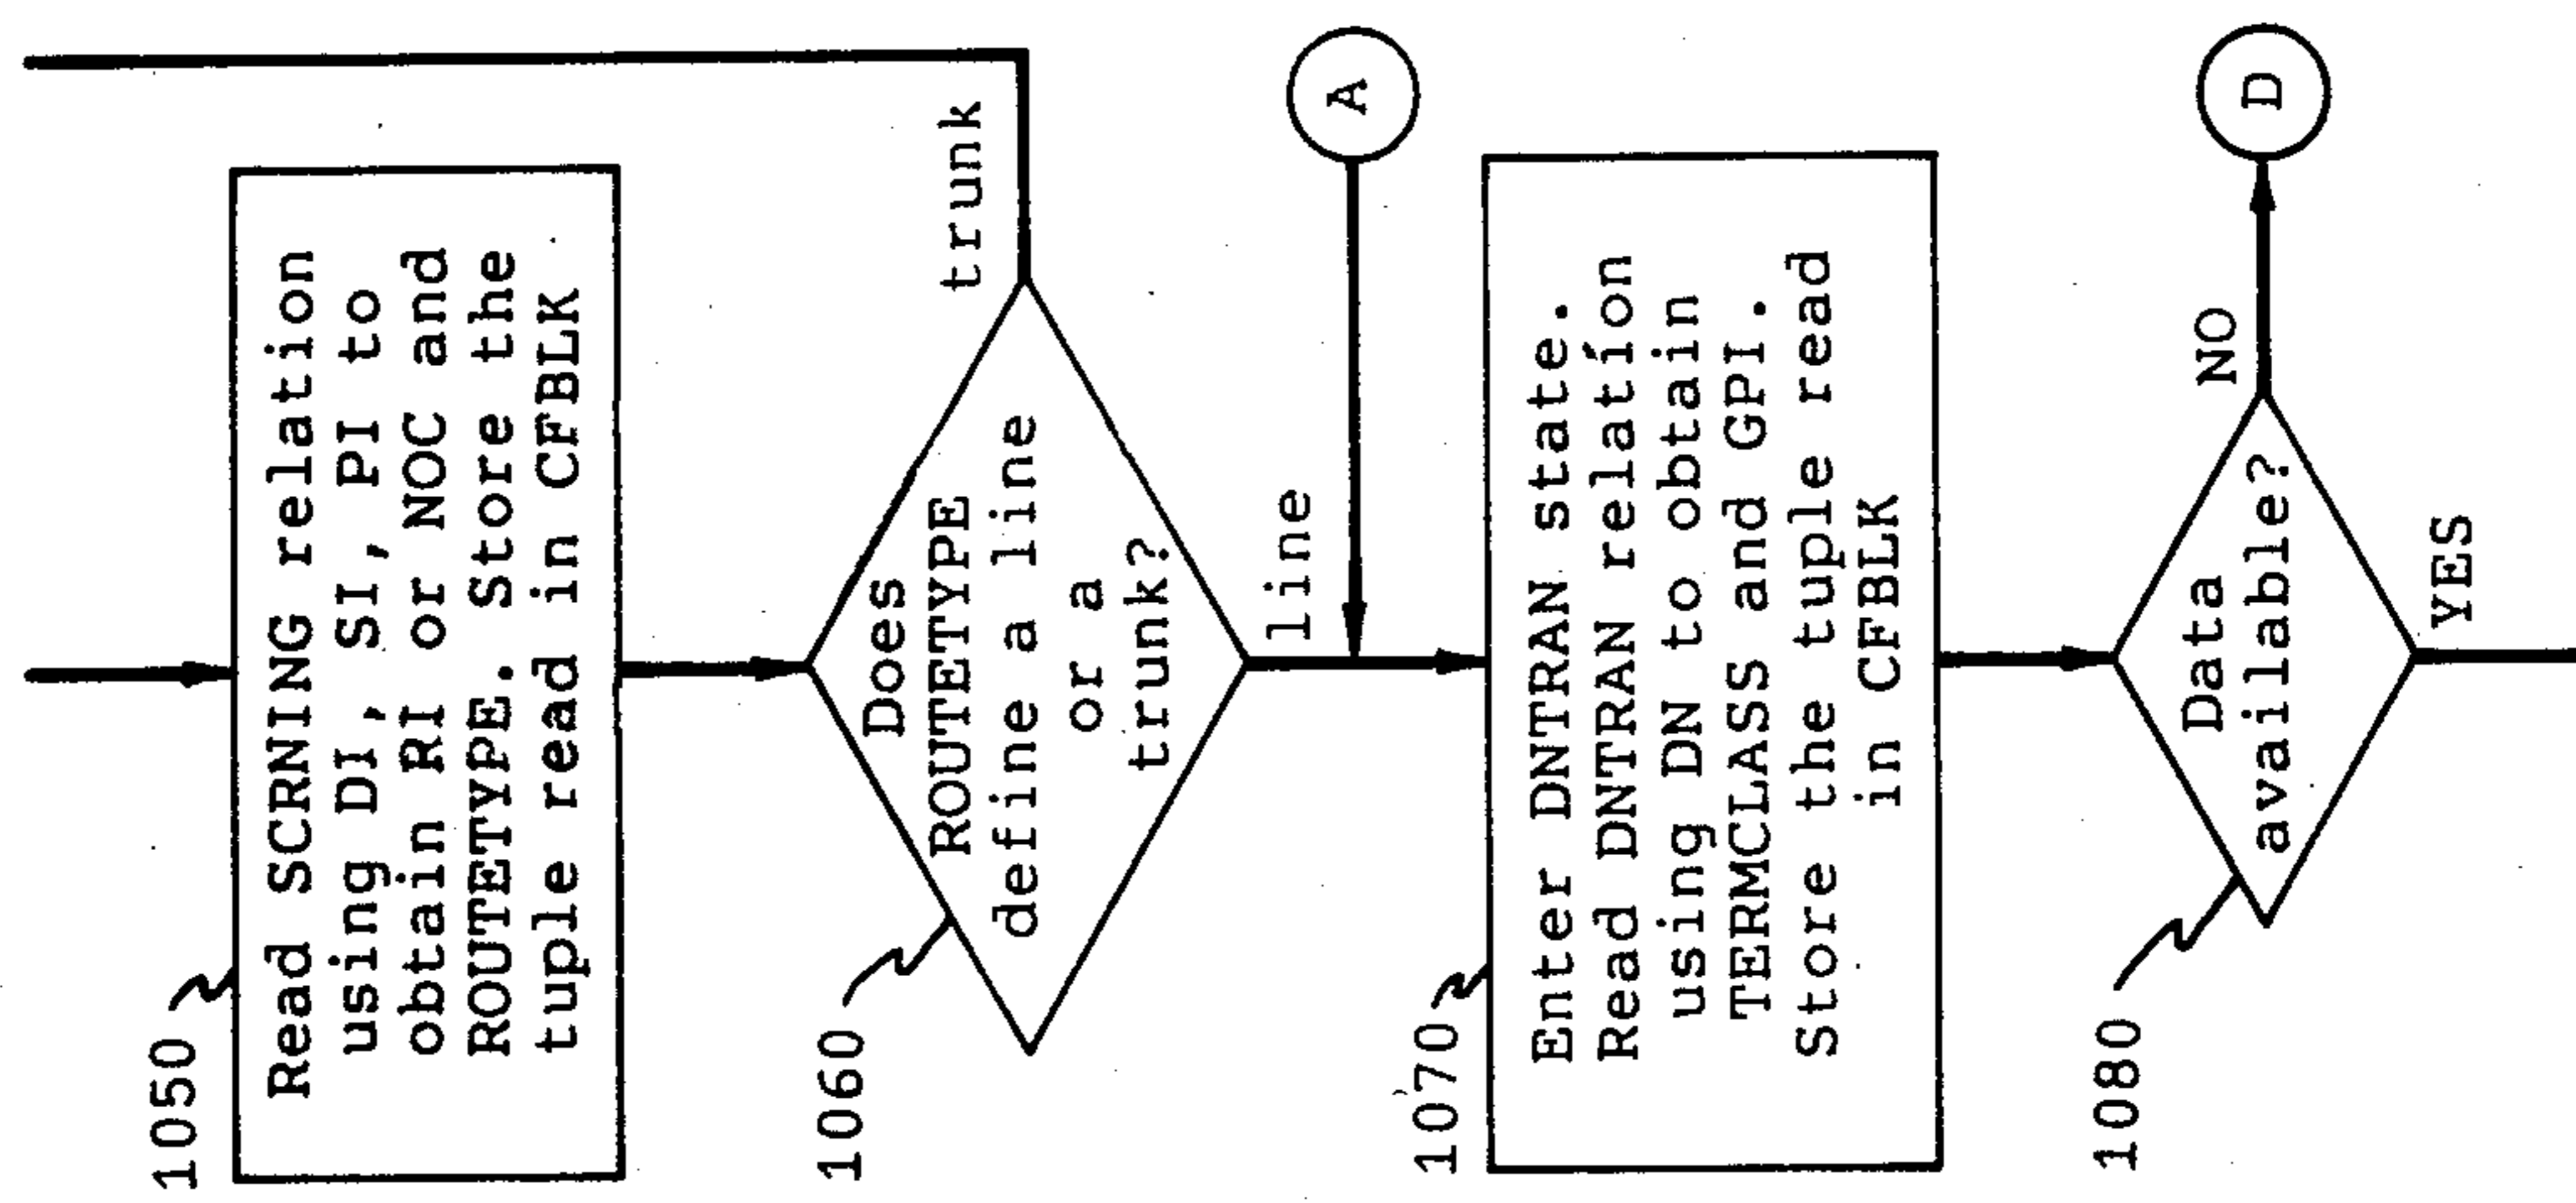 1050
Read SCRNING relation
using DI, SI, PI to
obtain RI or NOC and
ROUTETYPE. Store the
tuple read in CFBLK
1060
Does
ROUTETYPE
define a line
or a
trunk?
trunk
line
A
1070
Enter DNTRAN state.
Read DNTRAN relation
using DN to obtain
TERMCLASS and GPI.
Store the tuple read
in CFBLK
1080
Data
available?
NO
D
YES